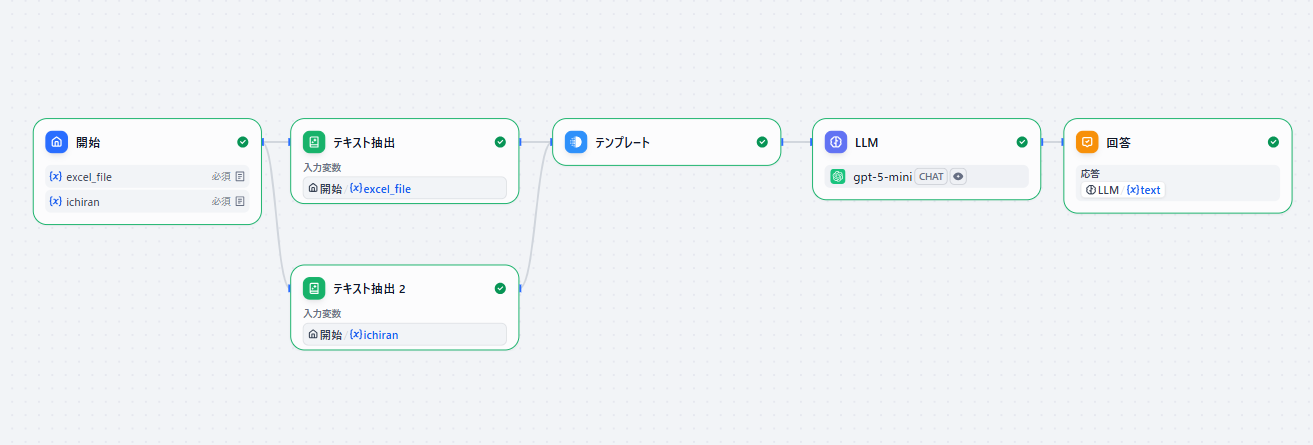 開始
{x} excel_file 必須
{x} ichiran 必須
テキスト抽出
入力変数
開始 / {x} excel_file
テキスト抽出 2
入力変数
開始 / {x} ichiran
テンプレート
LLM
gpt-5-mini CHAT
回答
応答
LLM / {x} text